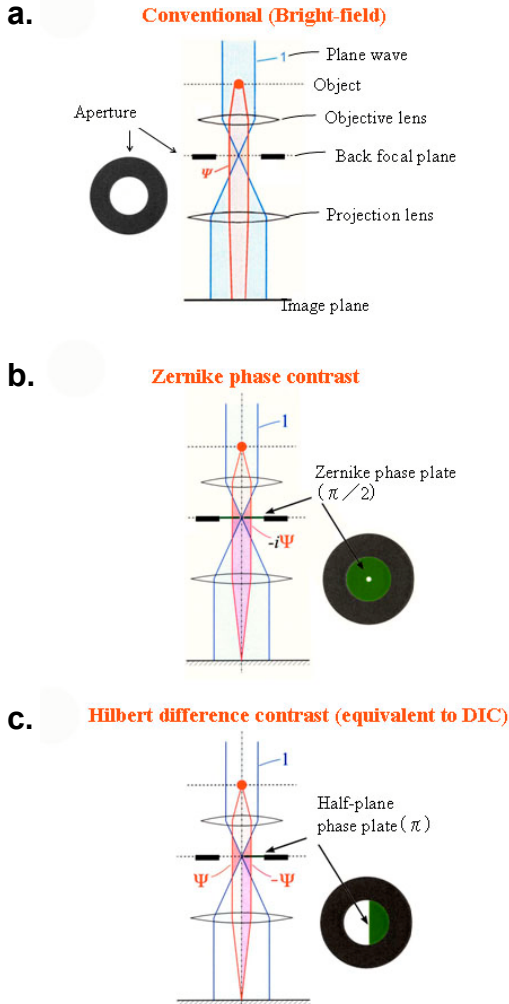 a.
Conventional (Bright-field)
1
Plane wave
Object
Aperture
Objective lens
Back focal plane
Ψ
Projection lens
Image plane
b.
Zernike phase contrast
1
Zernike phase plate
(π/2)
-iΨ
c.
Hilbert difference contrast (equivalent to DIC)
1
Half-plane
phase plate(π)
Ψ
-Ψ